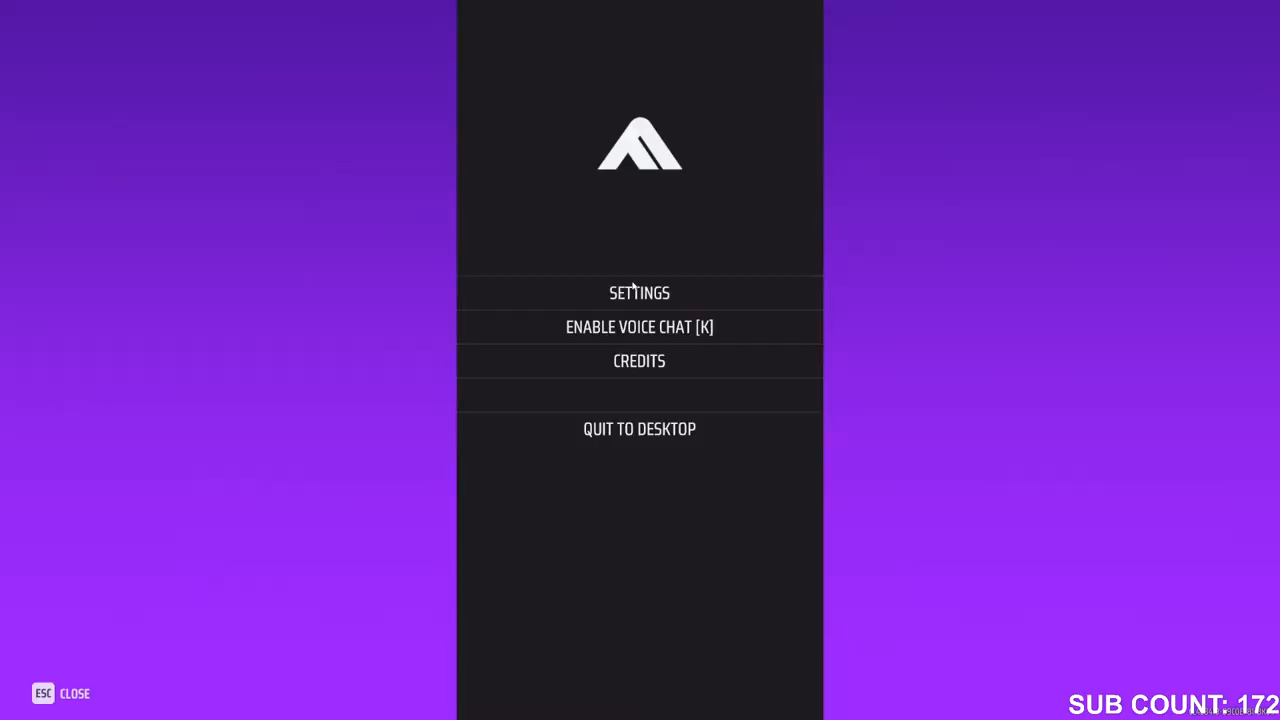 SETTINGS
ENABLE VOICE CHAT [K]
CREDITS
QUIT TO DESKTOP
ESC CLOSE
SUB COUNT: 172